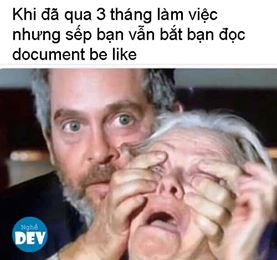 Khi đã qua 3 tháng làm việc
nhưng sếp bạn vẫn bắt bạn đọc
document be like
Nghề
DEV